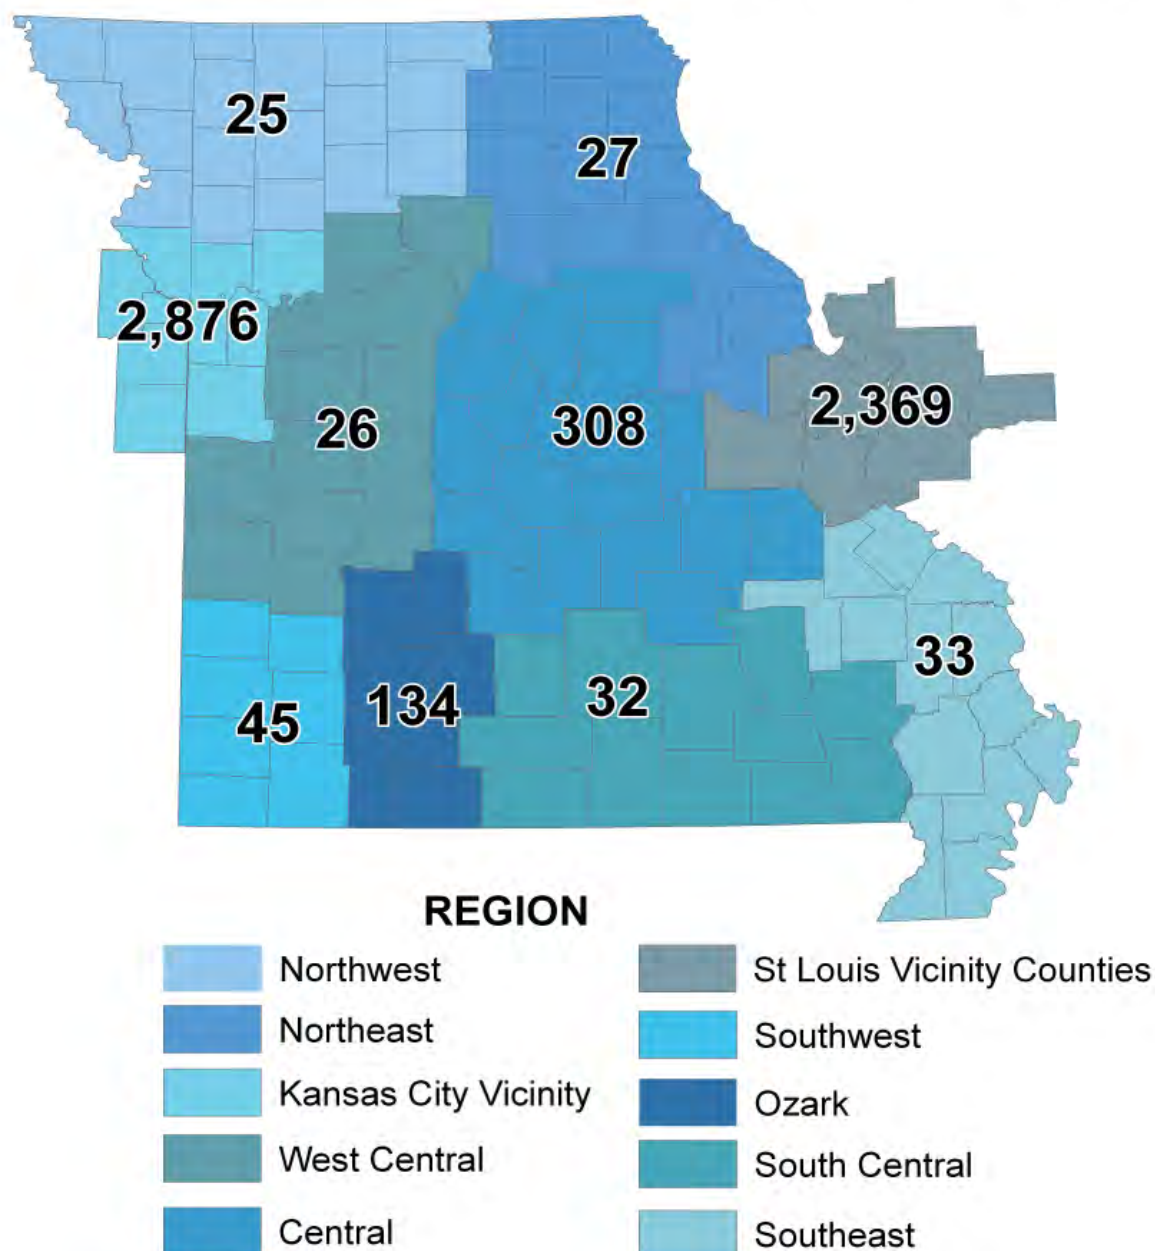 25
27
2,876
2,369
26
308
33
45
134
32
REGION
Northwest
Northeast
Kansas City Vicinity
West Central
Central
St Louis Vicinity Counties
Southwest
Ozark
South Central
Southeast